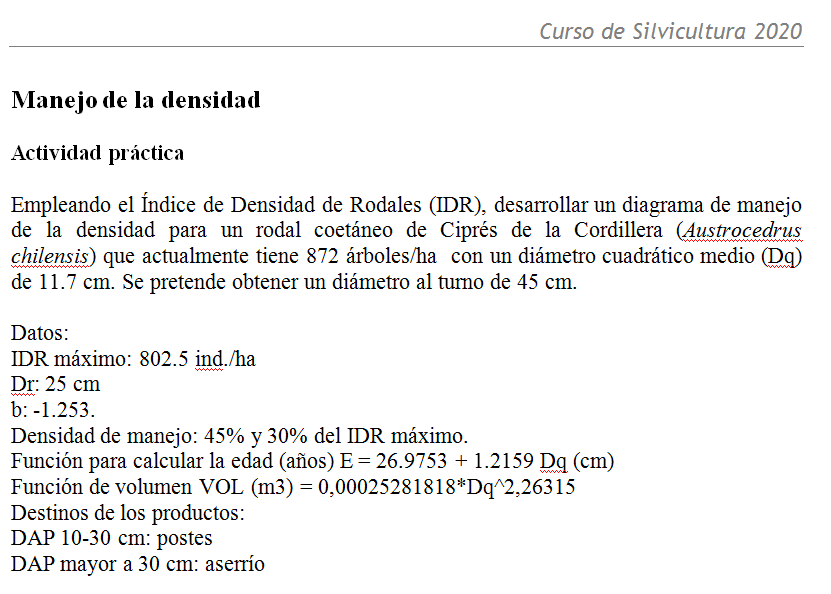 Curso de Silvicultura 2020
Manejo de la densidad
Actividad práctica
Empleando el Índice de Densidad de Rodales (IDR), desarrollar un diagrama de manejo
de la densidad para un rodal coetáneo de Ciprés de la Cordillera (Austrocedrus
chilensis) que actualmente tiene 872 árboles/ha con un diámetro cuadrático medio (Dq)
de 11.7 cm. Se pretende obtener un diámetro al turno de 45 cm.
Datos:
IDR máximo: 802.5 ind./ha
Dr: 25 cm
b: -1.253.
Densidad de manejo: 45% y 30% del IDR máximo.
Función para calcular la edad (años) E = 26.9753 + 1.2159 Dq (cm)
Función de volumen VOL (m3) = 0,00025281818*Dq^2,26315
Destinos de los productos:
DAP 10-30 cm: postes
DAP mayor a 30 cm: aserrío